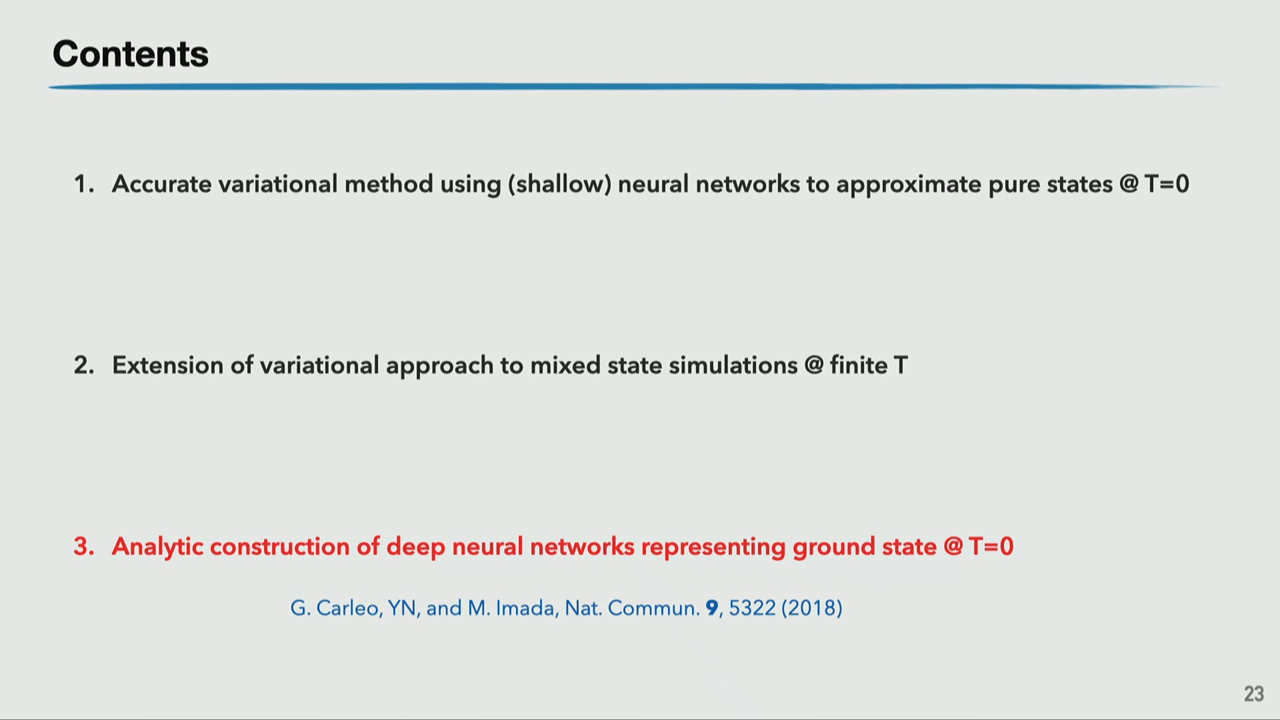 Contents
1. Accurate variational method using (shallow) neural networks to approximate pure states @ T=0
2. Extension of variational approach to mixed state simulations @ finite T
3. Analytic construction of deep neural networks representing ground state @ T=0
G. Carleo, YN, and M. Imada, Nat. Commun. 9, 5322 (2018)
23